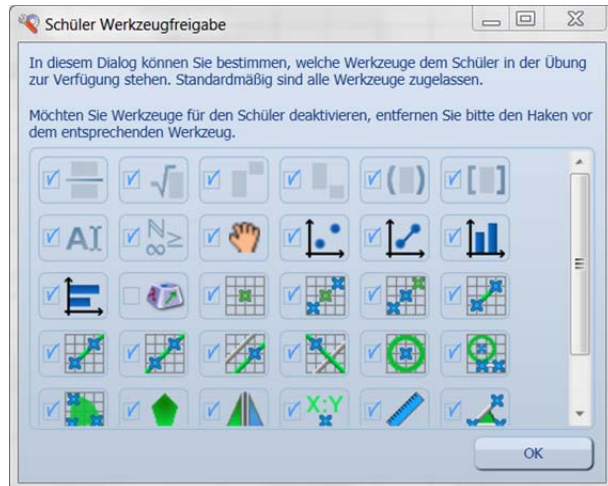 Schüler Werkzeugfreigabe
In diesem Dialog können Sie bestimmen, welche Werkzeuge dem Schüler in der Übung
zur Verfügung stehen. Standardmäßig sind alle Werkzeuge zugelassen.
Möchten Sie Werkzeuge für den Schüler deaktivieren, entfernen Sie bitte den Haken vor
dem entsprechenden Werkzeug.
( ) [ ]
AI ℕ ≥ ∞
X:Y
OK